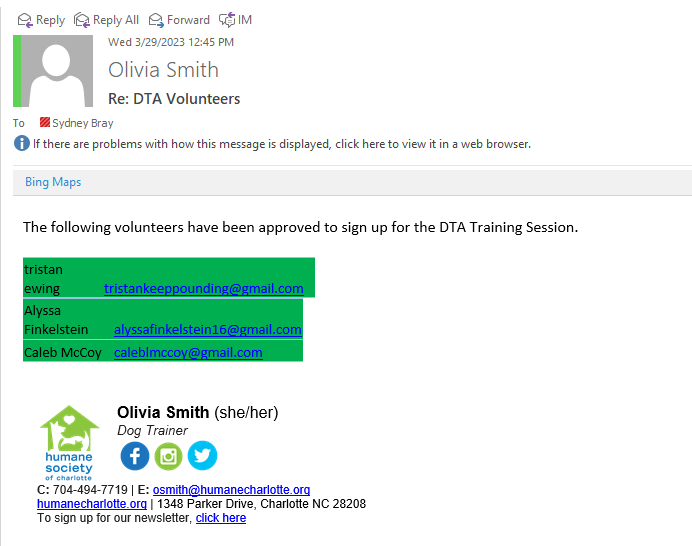 Reply Reply All Forward IM
Wed 3/29/2023 12:45 PM
Olivia Smith
Re: DTA Volunteers
To Sydney Bray
If there are problems with how this message is displayed, click here to view it in a web browser.
Bing Maps
The following volunteers have been approved to sign up for the DTA Training Session.
tristan
ewing tristankeeppounding@gmail.com
Alyssa
Finkelstein alyssafinkelstein16@gmail.com
Caleb McCoy caleblmccoy@gmail.com
Olivia Smith (she/her)
Dog Trainer
humane
society
of charlotte
C: 704-494-7719 | E: osmith@humanecharlotte.org
humanecharlotte.org | 1348 Parker Drive, Charlotte NC 28208
To sign up for our newsletter, click here